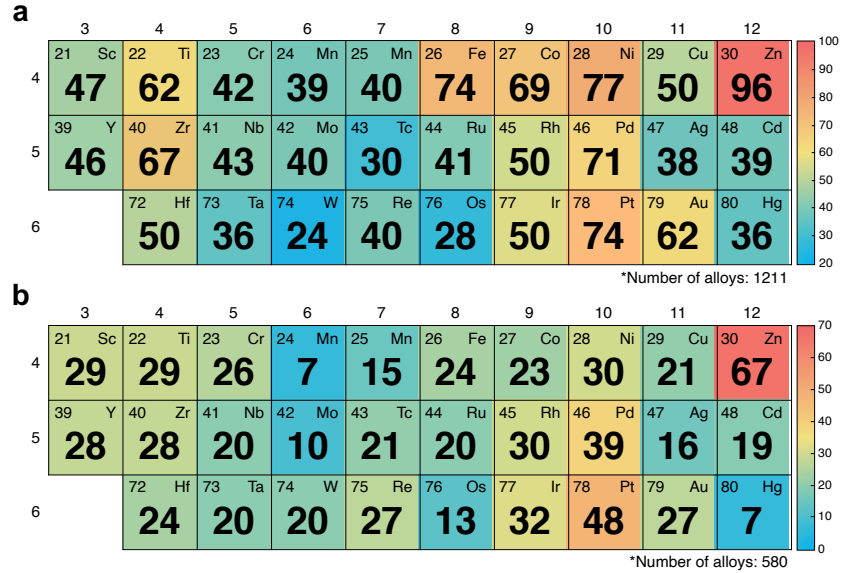 a
3 4 5 6 7 8 9 10 11 12
21 Sc 22 Ti 23 Cr 24 Mn 25 Mn 26 Fe 27 Co 28 Ni 29 Cu 30 Zn
4 47 62 42 39 40 74 69 77 50 96
39 Y 40 Zr 41 Nb 42 Mo 43 Tc 44 Ru 45 Rh 46 Pd 47 Ag 48 Cd
5 46 67 43 40 30 41 50 71 38 39
72 Hf 73 Ta 74 W 75 Re 76 Os 77 Ir 78 Pt 79 Au 80 Hg
6 50 36 24 40 28 50 74 62 36
100
90
80
70
60
50
40
30
20
*Number of alloys: 1211
b
3 4 5 6 7 8 9 10 11 12
21 Sc 22 Ti 23 Cr 24 Mn 25 Mn 26 Fe 27 Co 28 Ni 29 Cu 30 Zn
4 29 29 26 7 15 24 23 30 21 67
39 Y 40 Zr 41 Nb 42 Mo 43 Tc 44 Ru 45 Rh 46 Pd 47 Ag 48 Cd
5 28 28 20 10 21 20 30 39 16 19
72 Hf 73 Ta 74 W 75 Re 76 Os 77 Ir 78 Pt 79 Au 80 Hg
6 24 20 20 27 13 32 48 27 7
70
60
50
40
30
20
10
0
*Number of alloys: 580